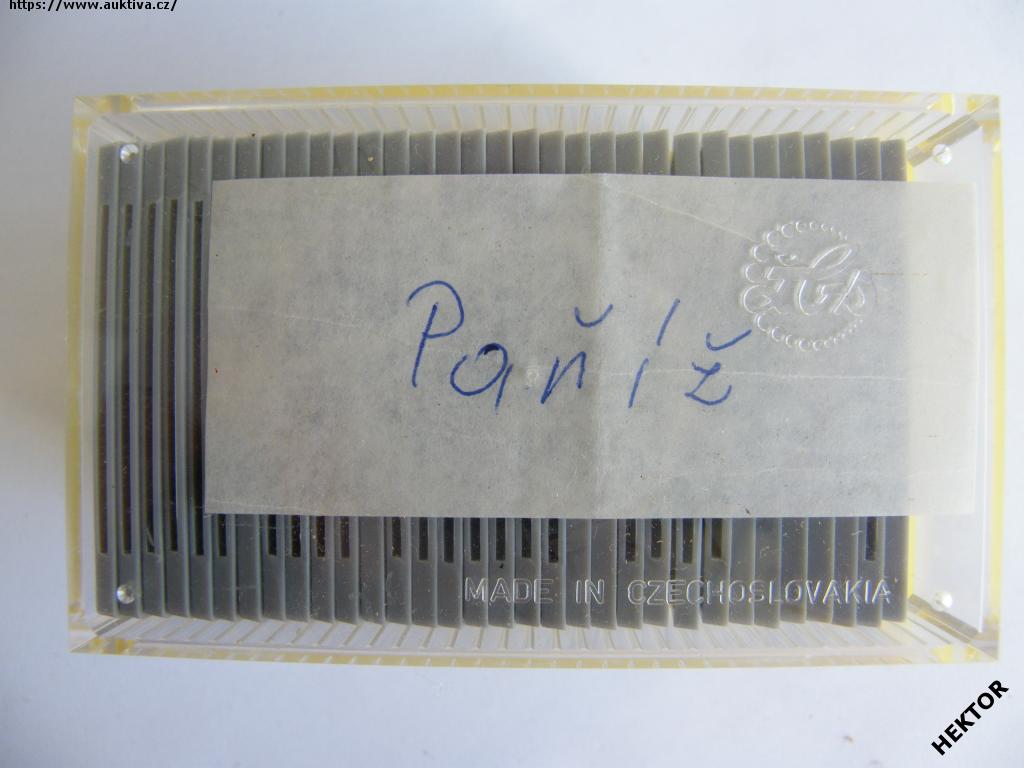 https://www.auktiva.cz/
Paříž
MADE IN CZECHOSLOVAKIA
HEKTOR